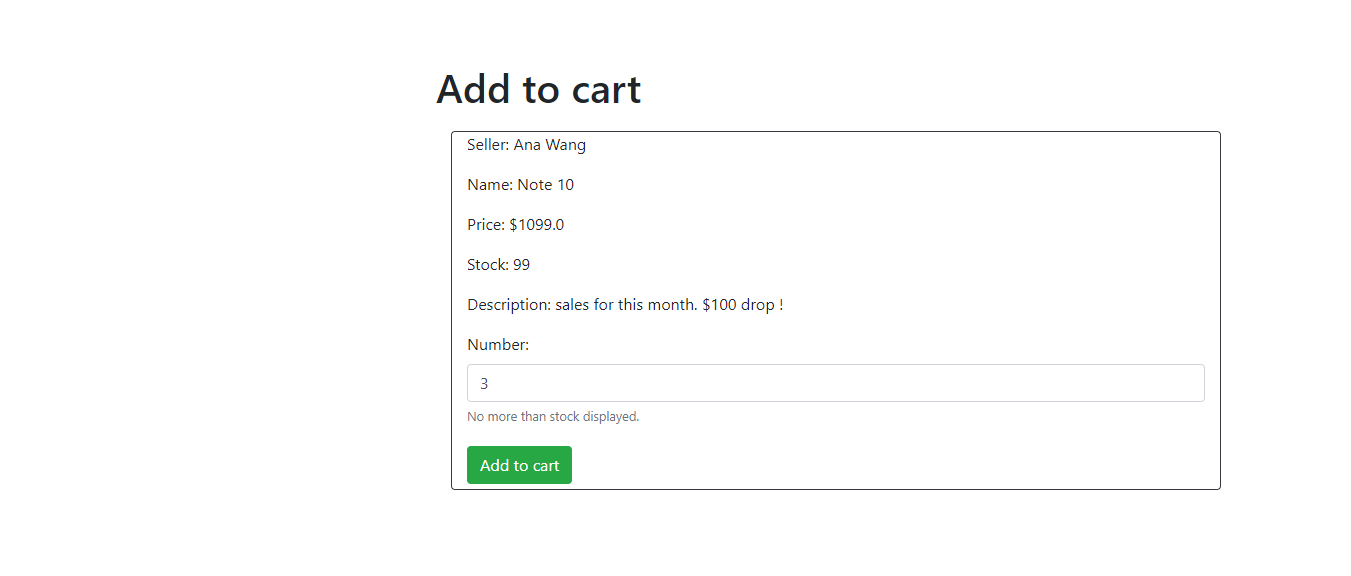 Add to cart
Seller: Ana Wang
Name: Note 10
Price: $1099.0
Stock: 99
Description: sales for this month. $100 drop !
Number:
3
No more than stock displayed.
Add to cart